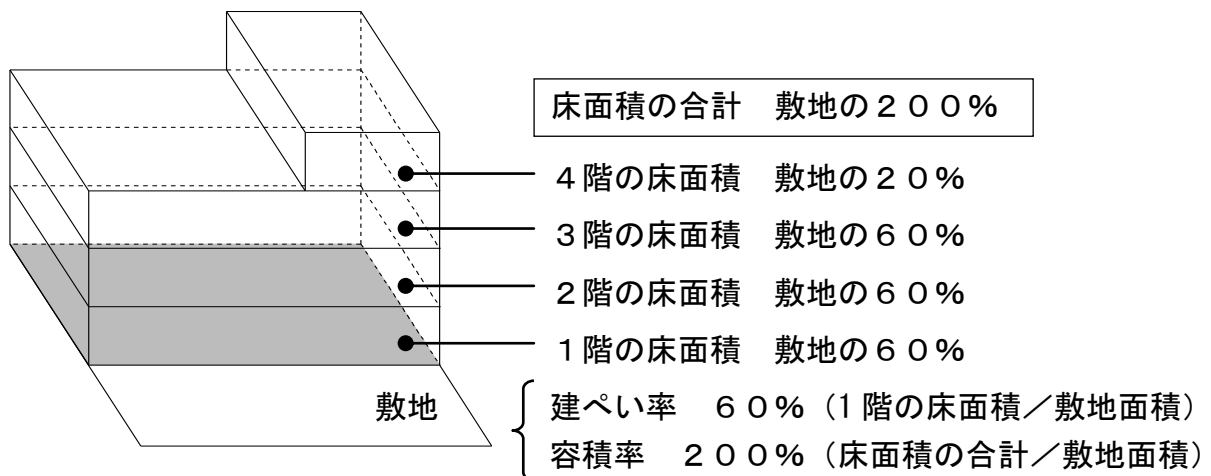 床面積の合計　敷地の２００％
４階の床面積　敷地の２０％
３階の床面積　敷地の６０％
２階の床面積　敷地の６０％
１階の床面積　敷地の６０％
敷地
建ぺい率　６０％（1階の床面積／敷地面積）
容積率　２００％（床面積の合計／敷地面積）